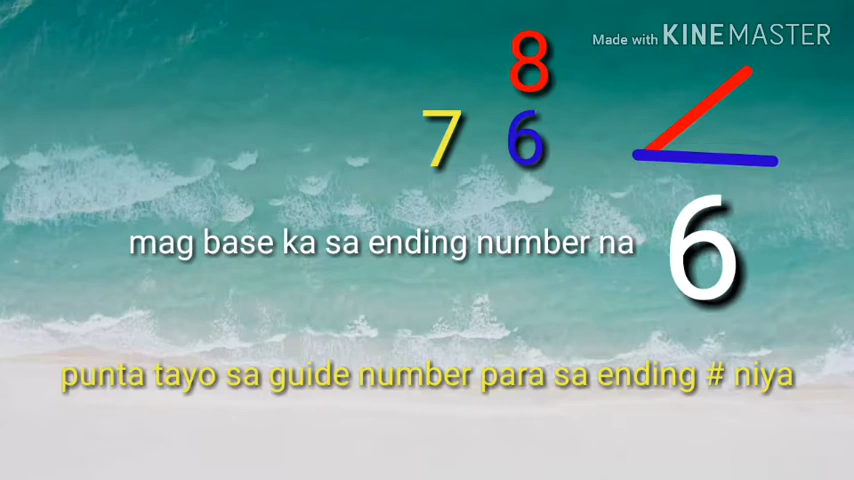 Made with KINEMASTER
8
7 6
mag base ka sa ending number na 6
punta tayo sa guide number para sa ending # niya